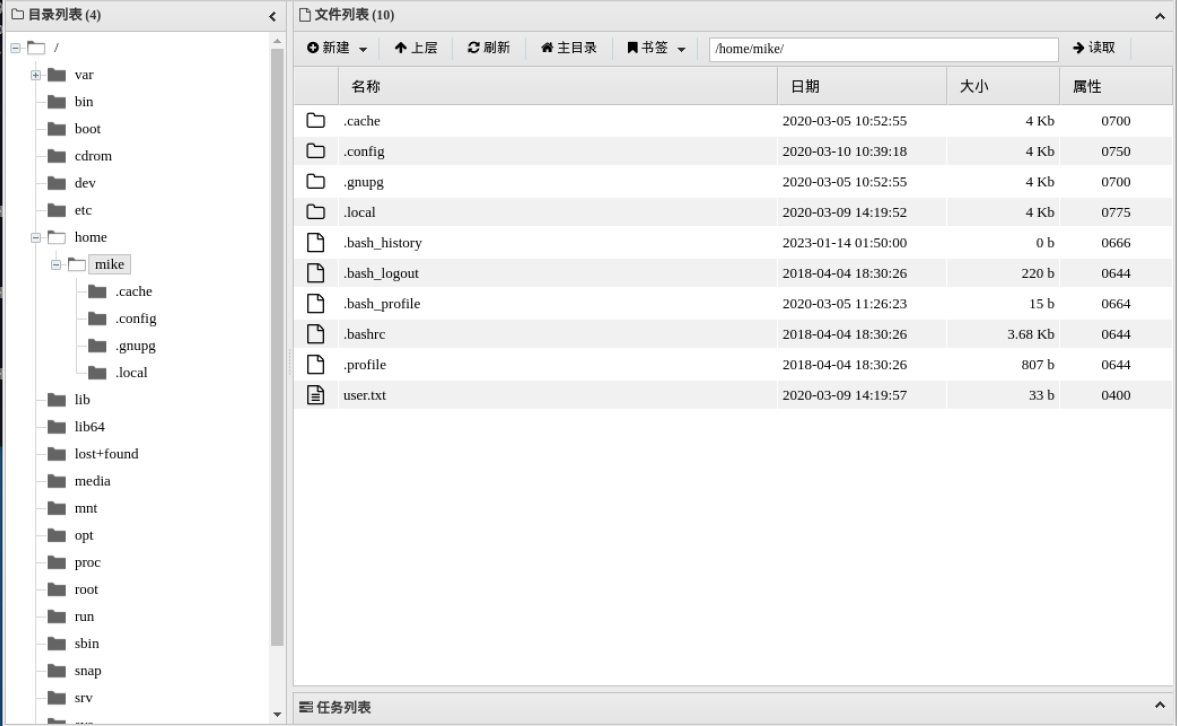 目录列表 (4)
/
var
bin
boot
cdrom
dev
etc
home
mike
.cache
.config
.gnupg
.local
lib
lib64
lost+found
media
mnt
opt
proc
root
run
sbin
snap
srv
文件列表 (10)
新建 上层 刷新 主目录 书签 /home/mike/ 读取
名称 日期 大小 属性
.cache 2020-03-05 10:52:55 4 Kb 0700
.config 2020-03-10 10:39:18 4 Kb 0750
.gnupg 2020-03-05 10:52:55 4 Kb 0700
.local 2020-03-09 14:19:52 4 Kb 0775
.bash_history 2023-01-14 01:50:00 0 b 0666
.bash_logout 2018-04-04 18:30:26 220 b 0644
.bash_profile 2020-03-05 11:26:23 15 b 0664
.bashrc 2018-04-04 18:30:26 3.68 Kb 0644
.profile 2018-04-04 18:30:26 807 b 0644
user.txt 2020-03-09 14:19:57 33 b 0400
任务列表